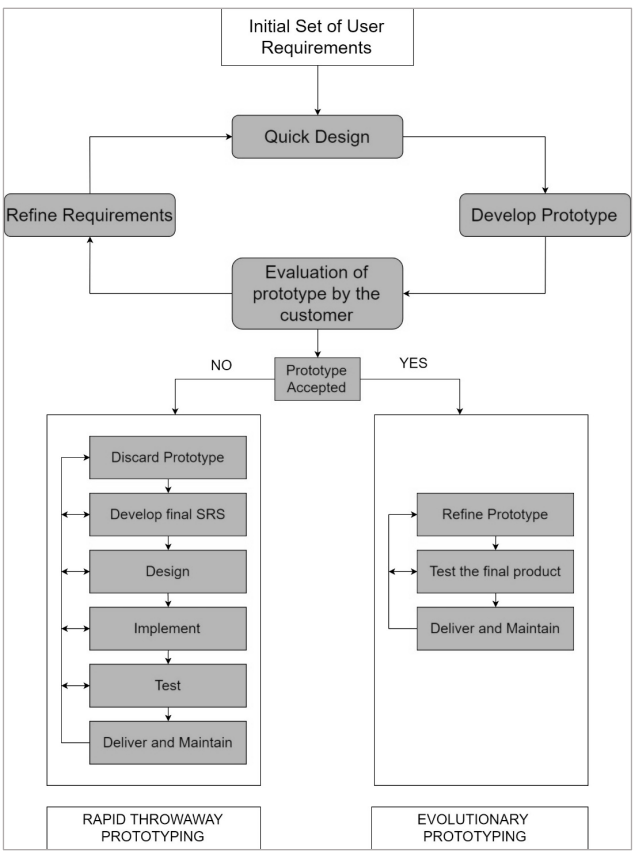 Initial Set of User
Requirements
Quick Design
Refine Requirements
Develop Prototype
Evaluation of
prototype by the
customer
NO
Prototype
Accepted
YES
Discard Prototype
Develop final SRS
Design
Implement
Test
Deliver and Maintain
Refine Prototype
Test the final product
Deliver and Maintain
RAPID THROWAWAY
PROTOTYPING
EVOLUTIONARY
PROTOTYPING